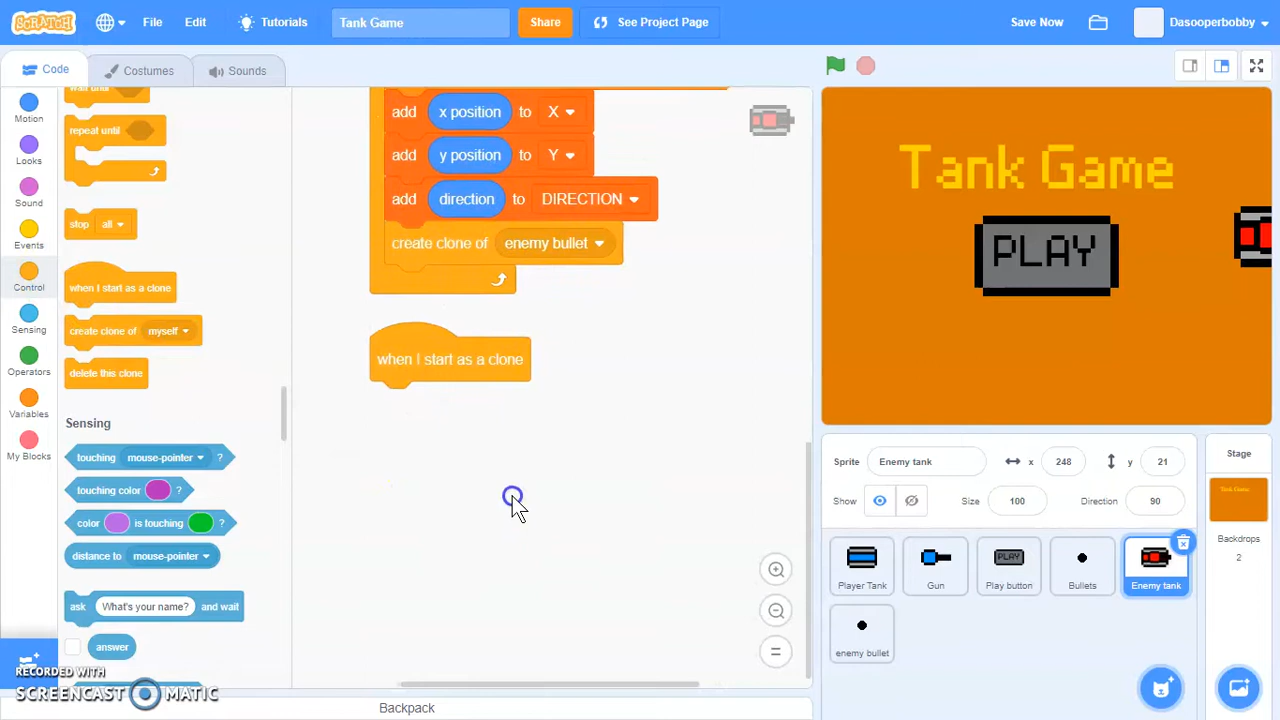 SCRATCH File Edit Tutorials Tank Game Share See Project Page Save Now Dasooperbobby
Code Costumes Sounds
Motion
Looks
Sound
Events
Control
Sensing
Operators
Variables
My Blocks
wait until
repeat until
stop all
when I start as a clone
create clone of myself
delete this clone
Sensing
touching mouse-pointer ?
touching color ?
color is touching ?
distance to mouse-pointer
ask What's your name? and wait
answer
add x position to X
add y position to Y
add direction to DIRECTION
create clone of enemy bullet
when I start as a clone
Tank Game
PLAY
Sprite Enemy tank x 248 y 21
Show Size 100 Direction 90
Player Tank Gun Play button Bullets Enemy tank
enemy bullet
Stage
Tank Game
Backdrops
2
Backpack
RECORDED WITH
SCREENCAST MATIC